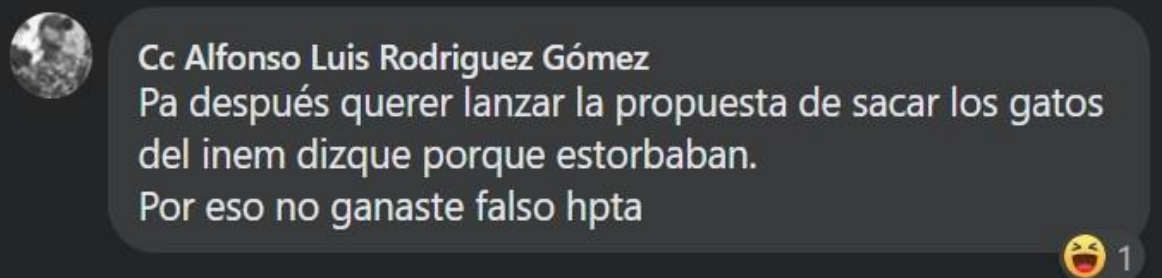 Cc Alfonso Luis Rodriguez Gómez
Pa después querer lanzar la propuesta de sacar los gatos
del inem dizque porque estorbaban.
Por eso no ganaste falso hpta
1